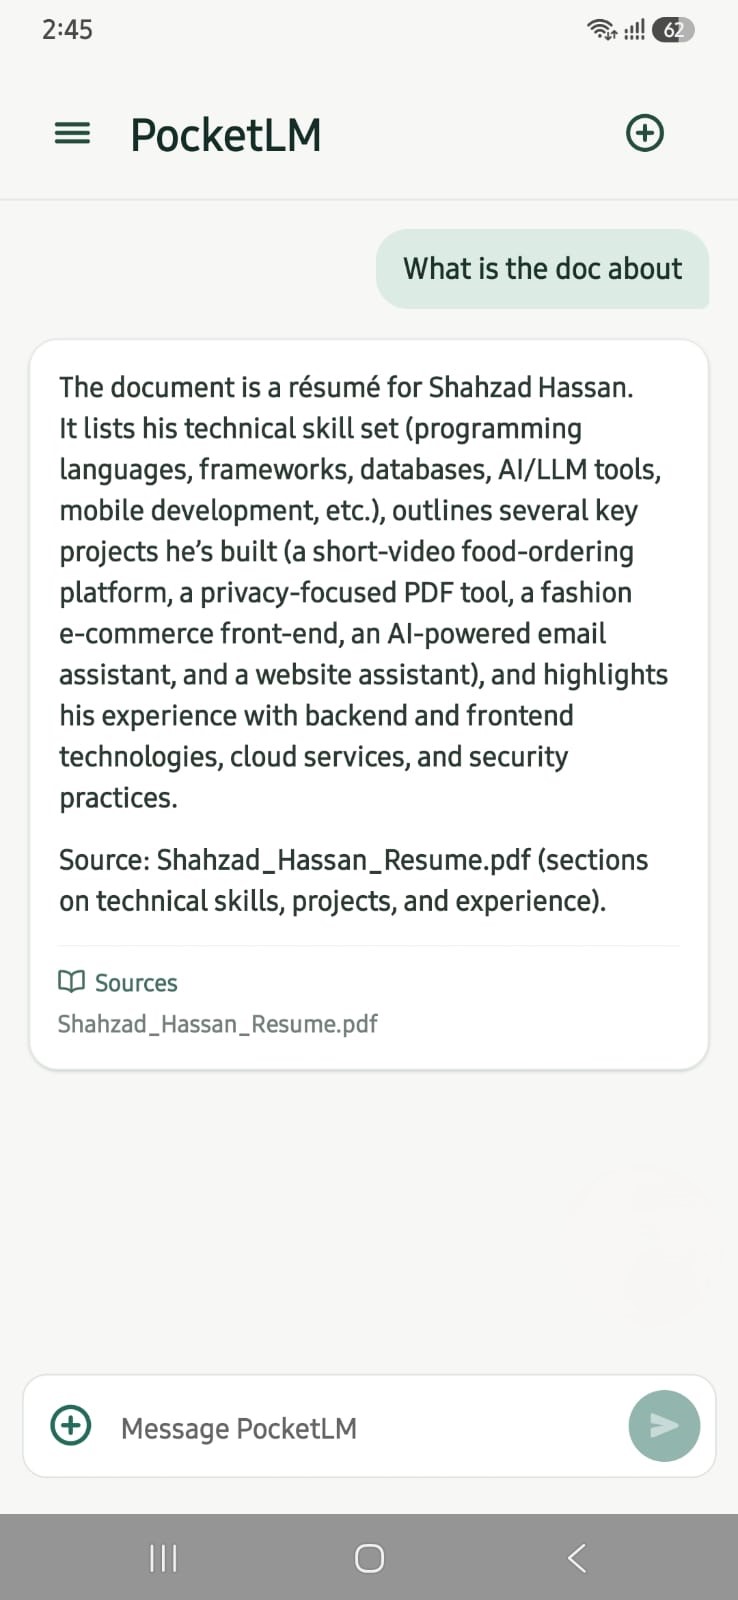 2:45
62
PocketLM
What is the doc about
The document is a résumé for Shahzad Hassan.
It lists his technical skill set (programming
languages, frameworks, databases, AI/LLM tools,
mobile development, etc.), outlines several key
projects he’s built (a short-video food-ordering
platform, a privacy-focused PDF tool, a fashion
e-commerce front-end, an AI-powered email
assistant, and a website assistant), and highlights
his experience with backend and frontend
technologies, cloud services, and security
practices.
Source: Shahzad_Hassan_Resume.pdf (sections
on technical skills, projects, and experience).
Sources
Shahzad_Hassan_Resume.pdf
Message PocketLM